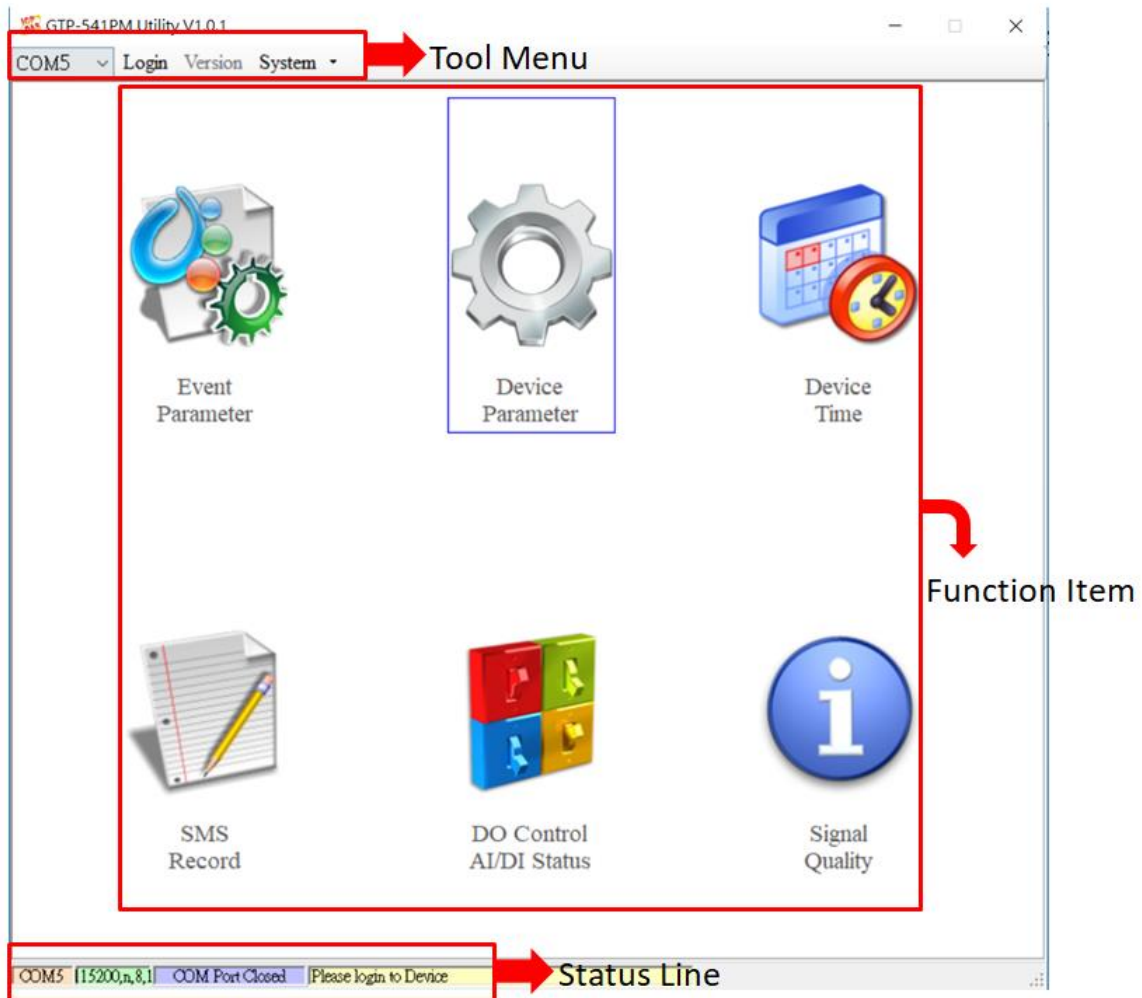 GTP-541PM Utility V1.0.1
COM5 Login Version System
Tool Menu
Event
Parameter
Device
Parameter
Device
Time
Function Item
SMS
Record
DO Control
AI/DI Status
Signal
Quality
COM5 115200,n,8,1 COM Port Closed Please login to Device
Status Line